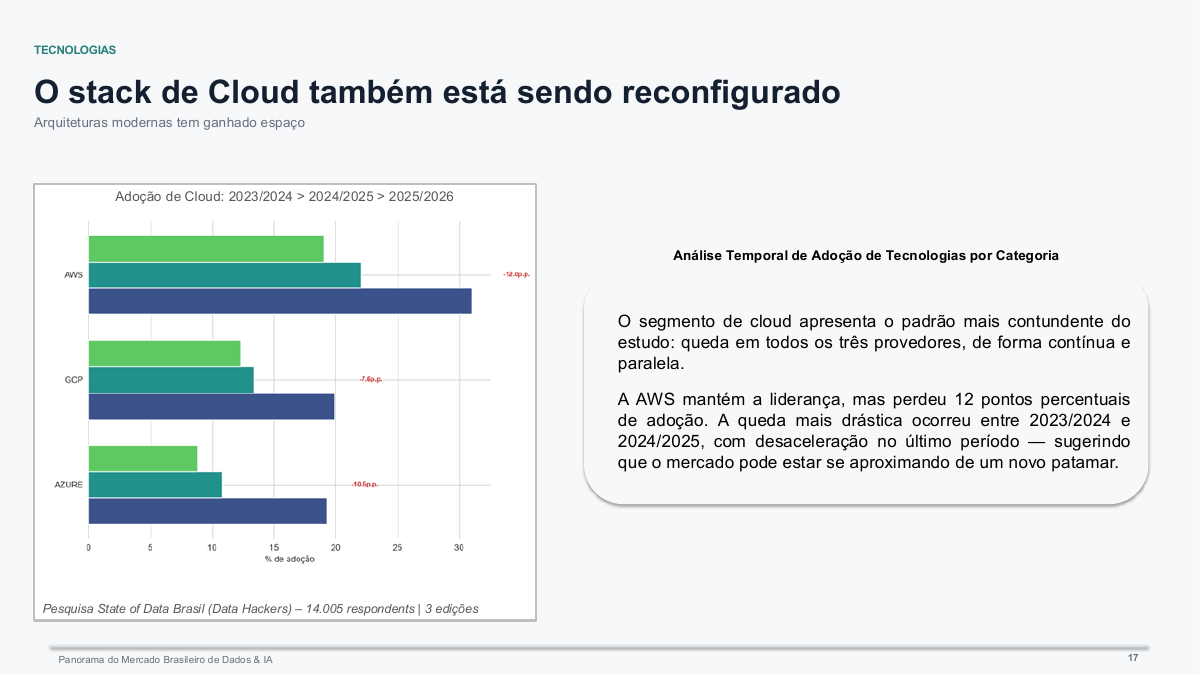 TECNOLOGIAS
O stack de Cloud também está sendo reconfigurado
Arquiteturas modernas tem ganhado espaço
Adoção de Cloud: 2023/2024 > 2024/2025 > 2025/2026
AWS
-12.0p.p.
GCP
-7.6p.p.
AZURE
-10.5p.p.
0 5 10 15 20 25 30
% de adoção
Pesquisa State of Data Brasil (Data Hackers) – 14.005 respondents | 3 edições
Análise Temporal de Adoção de Tecnologias por Categoria
O segmento de cloud apresenta o padrão mais contundente do
estudo: queda em todos os três provedores, de forma contínua e
paralela.
A AWS mantém a liderança, mas perdeu 12 pontos percentuais
de adoção. A queda mais drástica ocorreu entre 2023/2024 e
2024/2025, com desaceleração no último período — sugerindo
que o mercado pode estar se aproximando de um novo patamar.
Panorama do Mercado Brasileiro de Dados & IA
17